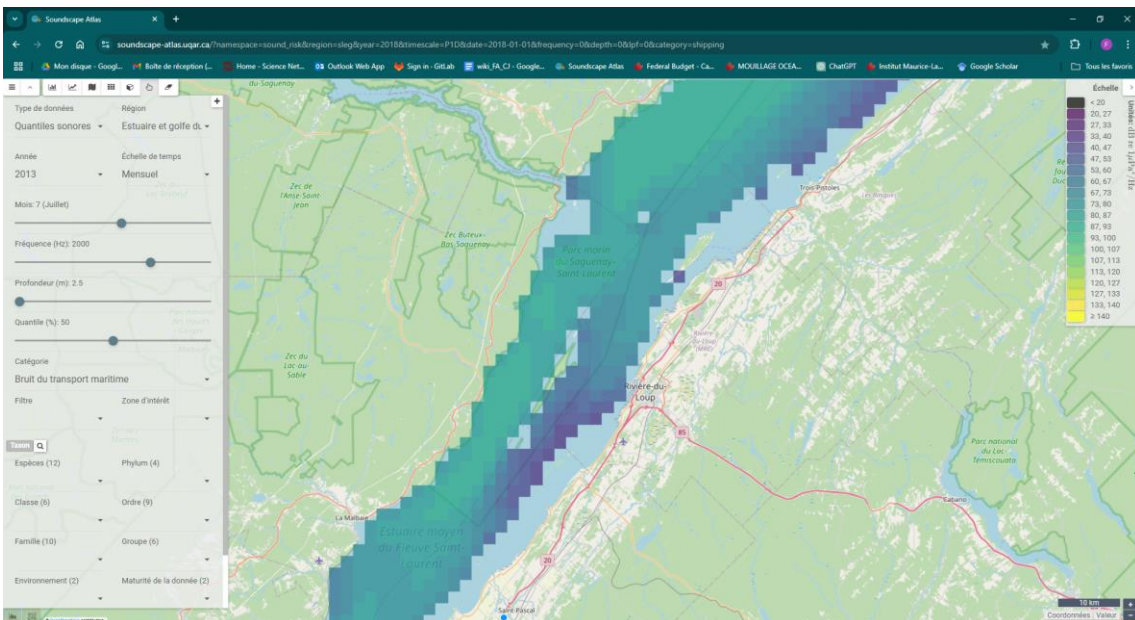 Soundscape Atlas
soundscape-atlas.uqar.ca/?namespace=sound_risk&region=sleg&year=2018&timescale=P1D&date=2018-01-01&frequency=0&depth=0&lpf=0&category=shipping
Mon disque - Googl... Boîte de réception (... Home - Science Net... Outlook Web App Sign in - GitLab wiki_FA_CJ - Google... Soundscape Atlas Federal Budget - Ca... MOUILLAGE OCEA... ChatGPT Institut Maurice-La... Google Scholar Tous les favoris
Type de données Région
Quantiles sonores Estuaire et golfe du
Année Échelle de temps
2013 Mensuel
Mois: 7 (Juillet)
Fréquence (Hz): 2000
Profondeur (m): 2.5
Quantile (%): 50
Catégorie
Bruit du transport maritime
Filtre Zone d'intérêt
Taxon
Espèces (12) Phylum (4)
Classe (6) Ordre (9)
Famille (10) Groupe (6)
Environnement (2) Maturité de la donnée (2)
du-Saguenay
Zec de
l'Anse-Saint-
Jean
Zec Buteux-
Bas-Saguenay
Parc marin
du Saguenay-
Saint-Laurent
Trois-Pistoles
20
Zec du
Lac-au-
Sable
Rivière-du-
Loup
85
Parc national
du Lac-
Témiscouata
Cabano
La Malbaie
Estuaire moyen
du Fleuve Saint-
Laurent
20
Saint-Pascal
Échelle
Unités: dB re 1μPa²/Hz
< 20
20, 27
27, 33
33, 40
40, 47
47, 53
53, 60
60, 67
67, 73
73, 80
80, 87
87, 93
93, 100
100, 107
107, 113
113, 120
120, 127
127, 133
133, 140
≥ 140
10 km
Coordonnées Valeur